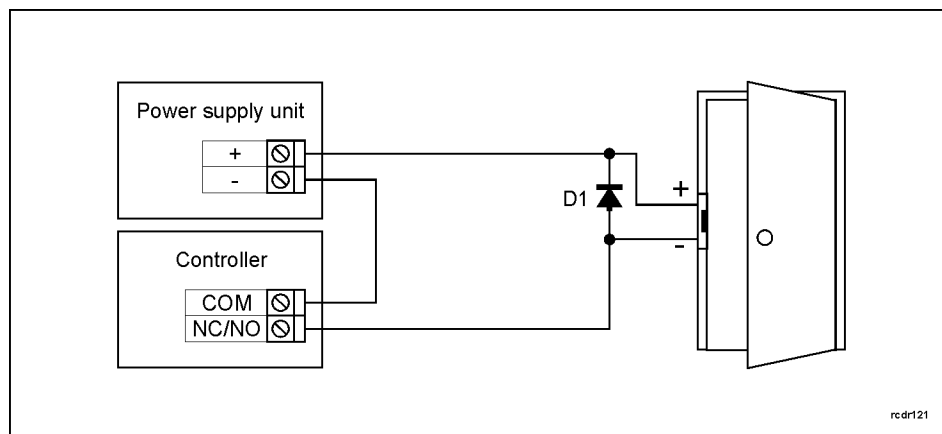 Power supply unit
+
-
Controller
COM
NC/NO
D1
+
-
rcdr121